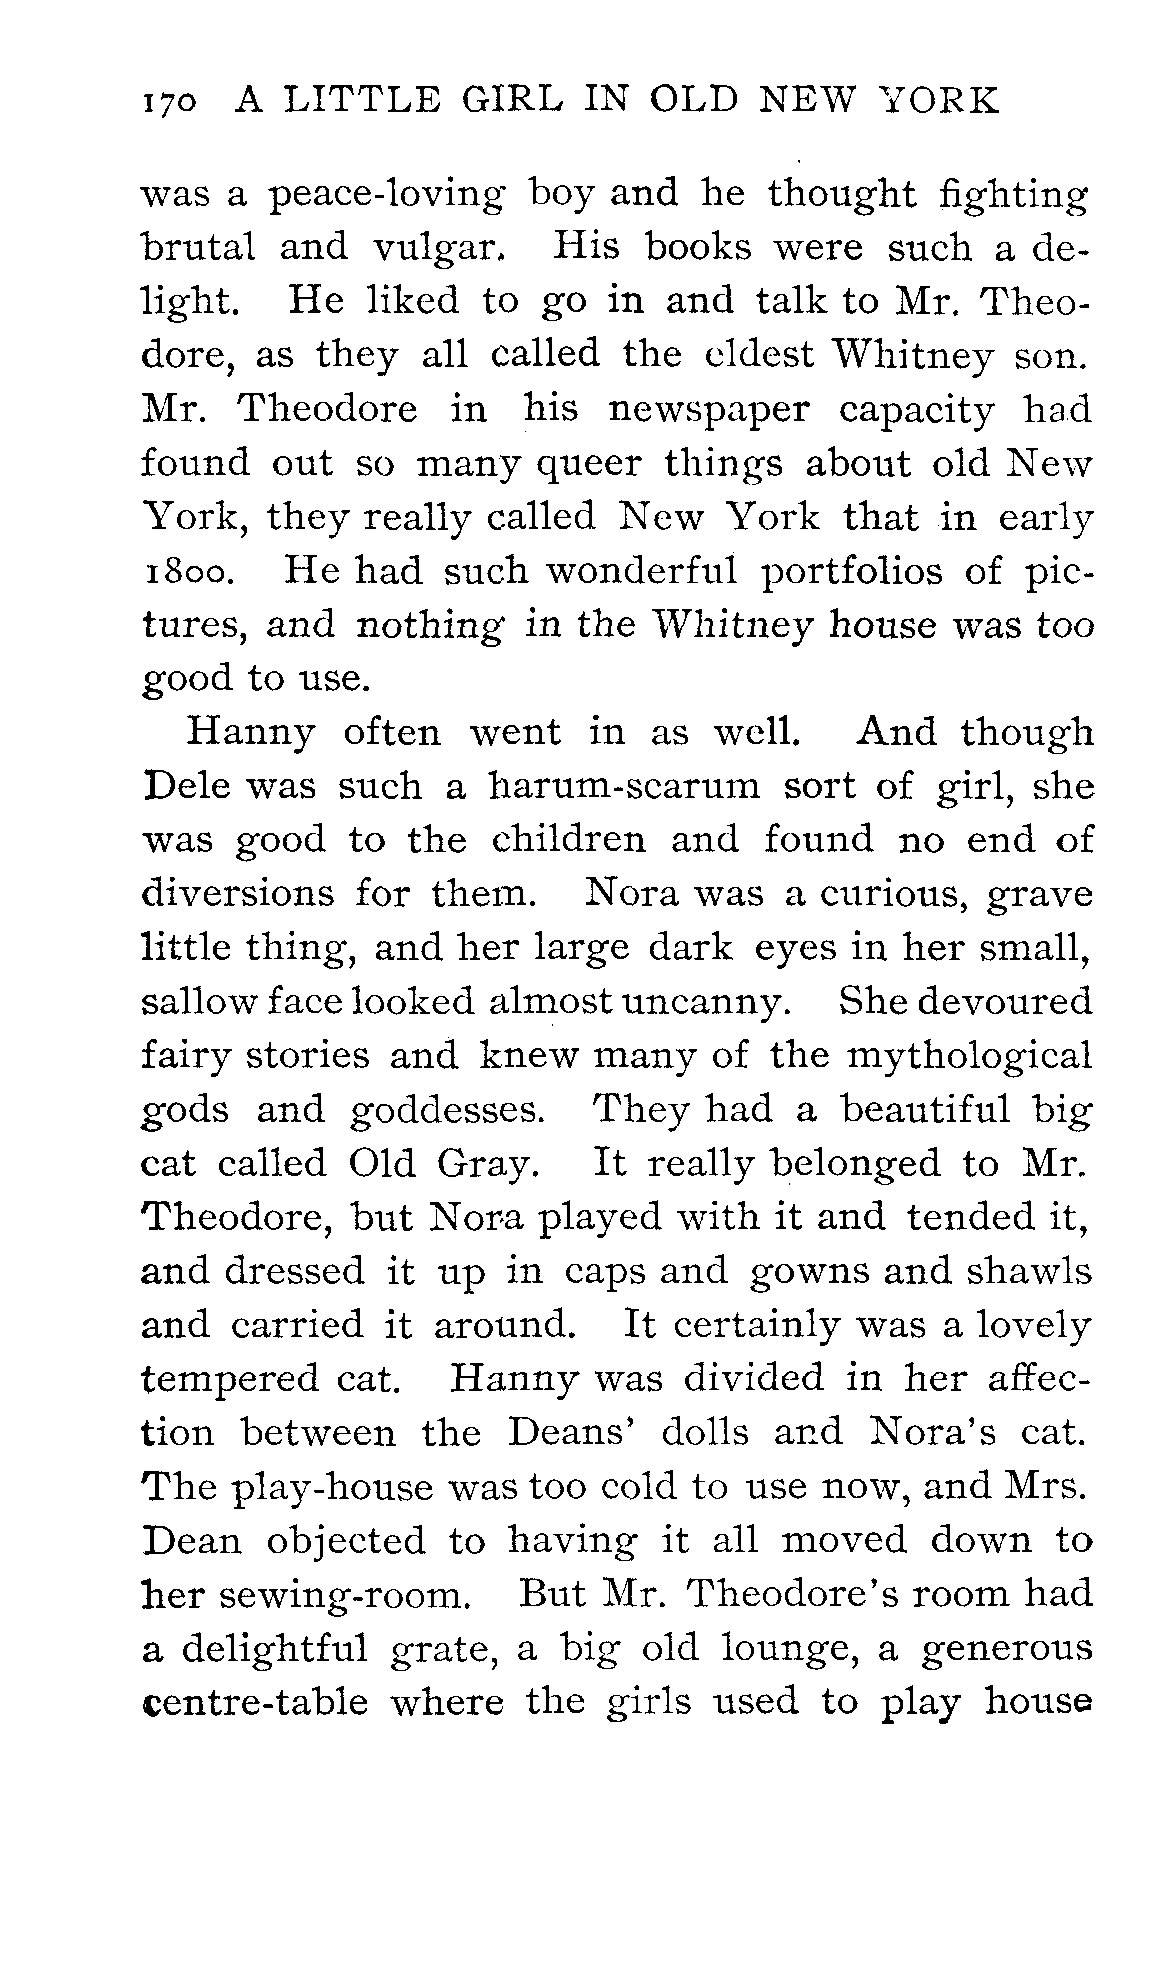 170 A LITTLE GIRL IN OLD NEW YORK
was a peace-loving boy and he thought fighting
brutal and vulgar. His books were such a de-
light. He liked to go in and talk to Mr. Theo-
dore, as they all called the eldest Whitney son.
Mr. Theodore in his newspaper capacity had
found out so many queer things about old New
York, they really called New York that in early
1800. He had such wonderful portfolios of pic-
tures, and nothing in the Whitney house was too
good to use.
Hanny often went in as well. And though
Dele was such a harum-scarum sort of girl, she
was good to the children and found no end of
diversions for them. Nora was a curious, grave
little thing, and her large dark eyes in her small,
sallow face looked almost uncanny. She devoured
fairy stories and knew many of the mythological
gods and goddesses. They had a beautiful big
cat called Old Gray. It really belonged to Mr.
Theodore, but Nora played with it and tended it,
and dressed it up in caps and gowns and shawls
and carried it around. It certainly was a lovely
tempered cat. Hanny was divided in her affec-
tion between the Deans' dolls and Nora's cat.
The play-house was too cold to use now, and Mrs.
Dean objected to having it all moved down to
her sewing-room. But Mr. Theodore's room had
a delightful grate, a big old lounge, a generous
centre-table where the girls used to play house